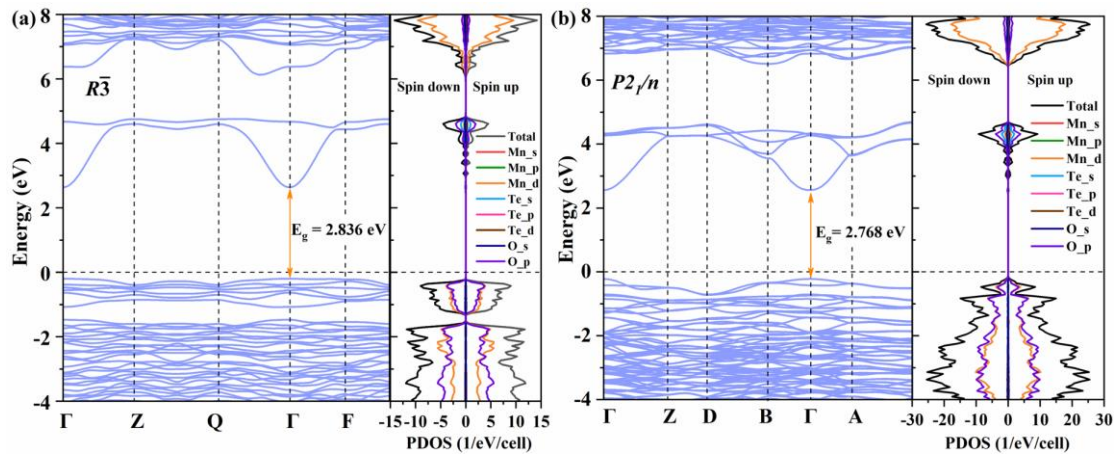 (a)
R3̅
Energy (eV)
8
6
4
2
0
-2
-4
E_g = 2.836 eV
Γ Z Q Γ F
Spin down Spin up
Total
Mn_s
Mn_p
Mn_d
Te_s
Te_p
Te_d
O_s
O_p
-15 -10 -5 0 5 10 15
PDOS (1/eV/cell)
(b)
P2₁/n
Energy (eV)
8
6
4
2
0
-2
-4
E_g= 2.768 eV
Γ Z D B Γ A
Spin down Spin up
Total
Mn_s
Mn_p
Mn_d
Te_s
Te_p
Te_d
O_s
O_p
-30 -20 -10 0 10 20 30
PDOS (1/eV/cell)